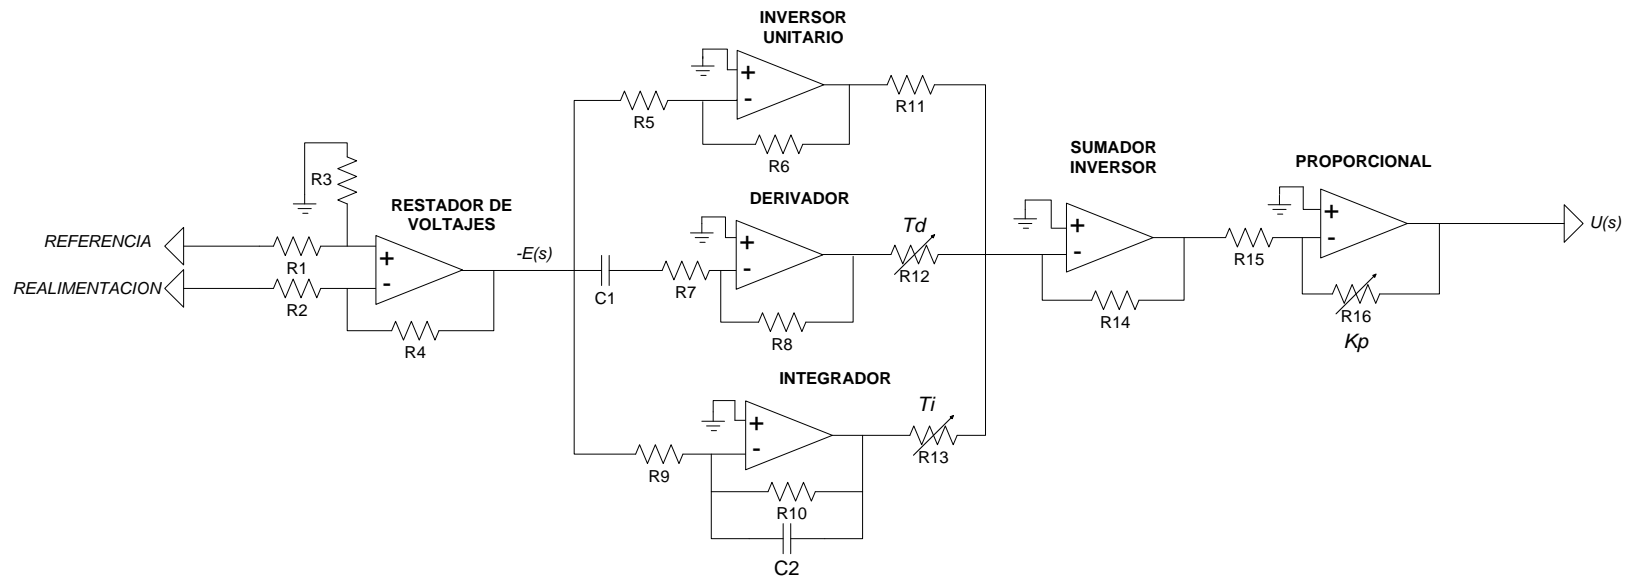 INVERSOR
UNITARIO
+
-
R5
R6
R11
R3
RESTADOR DE
VOLTAJES
REFERENCIA
R1
+
REALIMENTACION
R2
-
R4
-E(s)
DERIVADOR
C1
R7
+
-
R8
Td
R12
INTEGRADOR
R9
+
-
R10
C2
Ti
R13
SUMADOR
INVERSOR
+
-
R14
PROPORCIONAL
R15
+
-
R16
Kp
U(s)